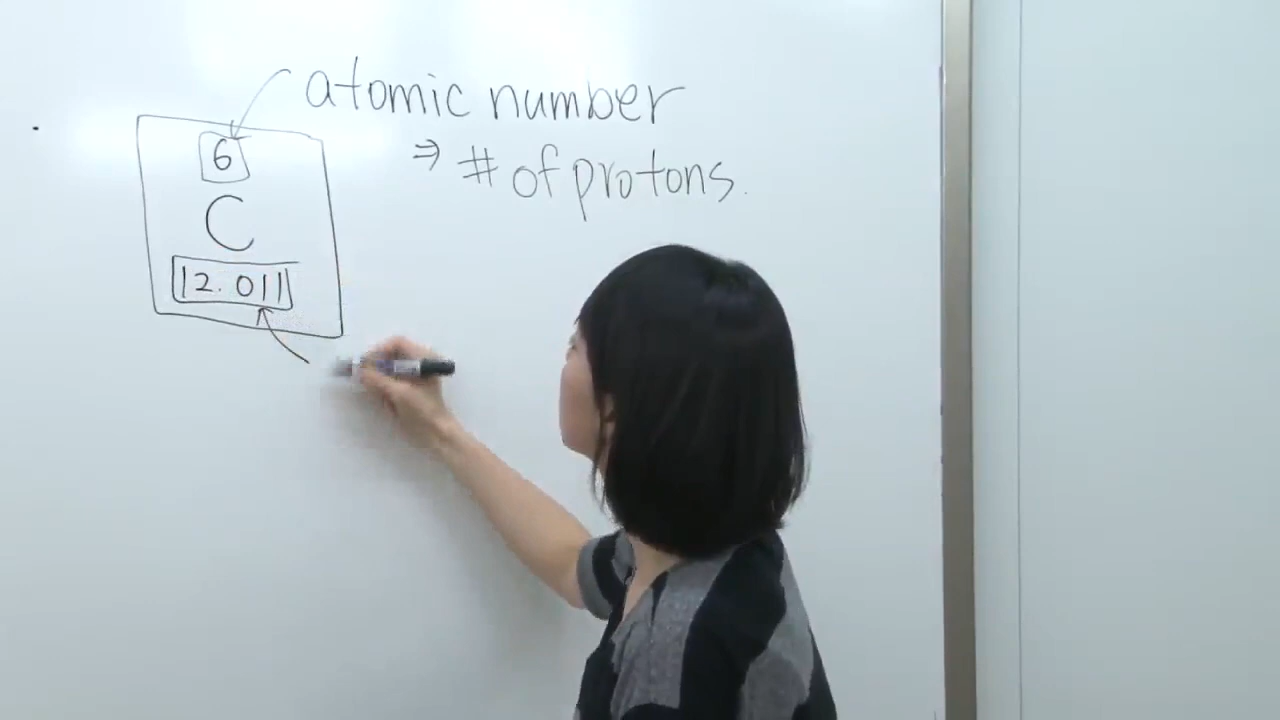 atomic number
⇒ # of protons.
6
C
12.011